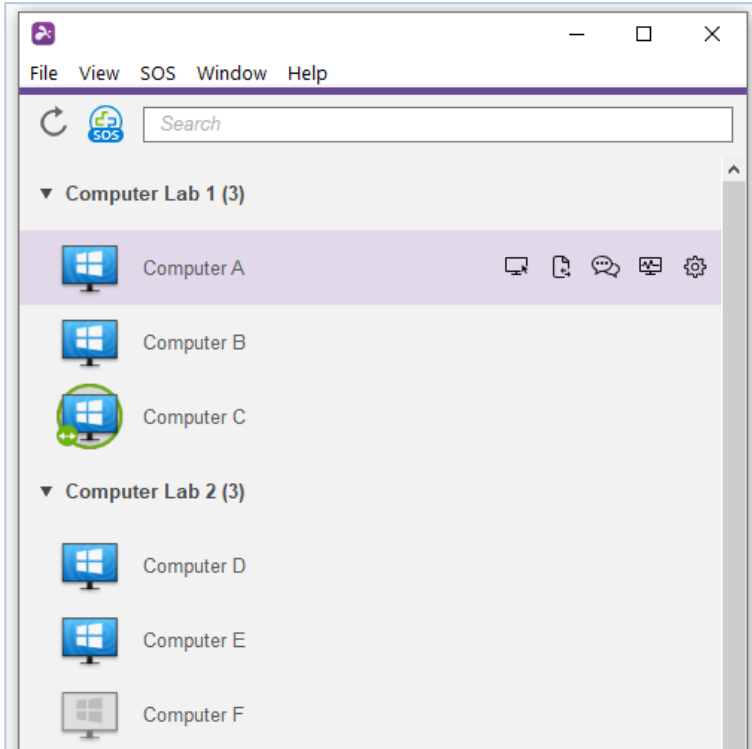 File View SOS Window Help
SOS Search
Computer Lab 1 (3)
Computer A
Computer B
Computer C
Computer Lab 2 (3)
Computer D
Computer E
Computer F